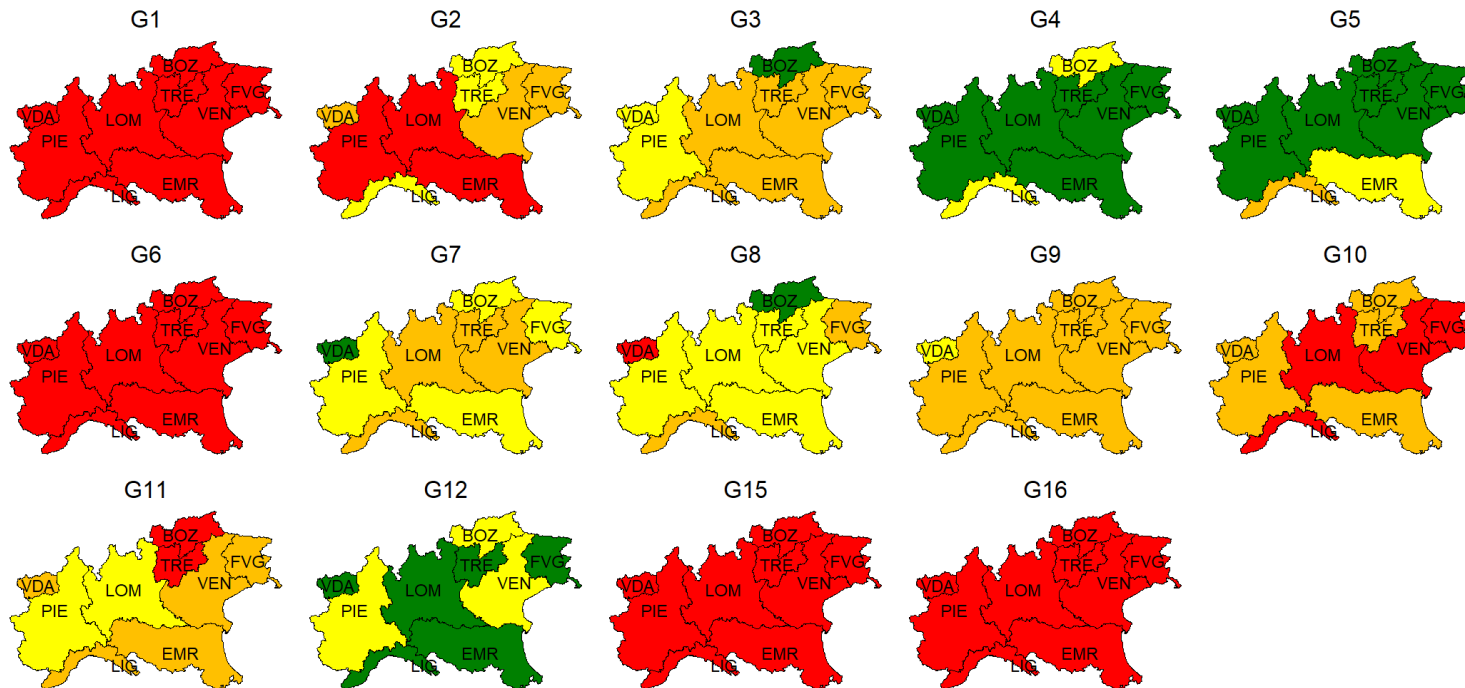 G1 G2 G3 G4 G5
BOZ BOZ BOZ BOZ BOZ
VDA TRE FVG VDA TRE FVG VDA TRE FVG VDA TRE FVG VDA TRE FVG
PIE LOM VEN PIE LOM VEN PIE LOM VEN PIE LOM VEN PIE LOM VEN
LIG EMR LIG EMR LIG EMR LIG EMR LIG EMR
G6 G7 G8 G9 G10
BOZ BOZ BOZ BOZ BOZ
VDA TRE FVG VDA TRE FVG VDA TRE FVG VDA TRE FVG VDA TRE FVG
PIE LOM VEN PIE LOM VEN PIE LOM VEN PIE LOM VEN PIE LOM VEN
LIG EMR LIG EMR LIG EMR LIG EMR LIG EMR
G11 G12 G15 G16
BOZ BOZ BOZ BOZ
VDA TRE FVG VDA TRE FVG VDA TRE FVG VDA TRE FVG
PIE LOM VEN PIE LOM VEN PIE LOM VEN PIE LOM VEN
LIG EMR LIG EMR LIG EMR LIG EMR